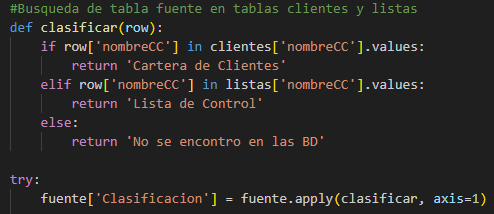 #Busqueda de tabla fuente en tablas clientes y listas
def clasificar(row):
    if row['nombreCC'] in clientes['nombreCC'].values:
        return 'Cartera de Clientes'
    elif row['nombreCC'] in listas['nombreCC'].values:
        return 'Lista de Control'
    else:
        return 'No se encontro en las BD'

try:
    fuente['Clasificacion'] = fuente.apply(clasificar, axis=1)